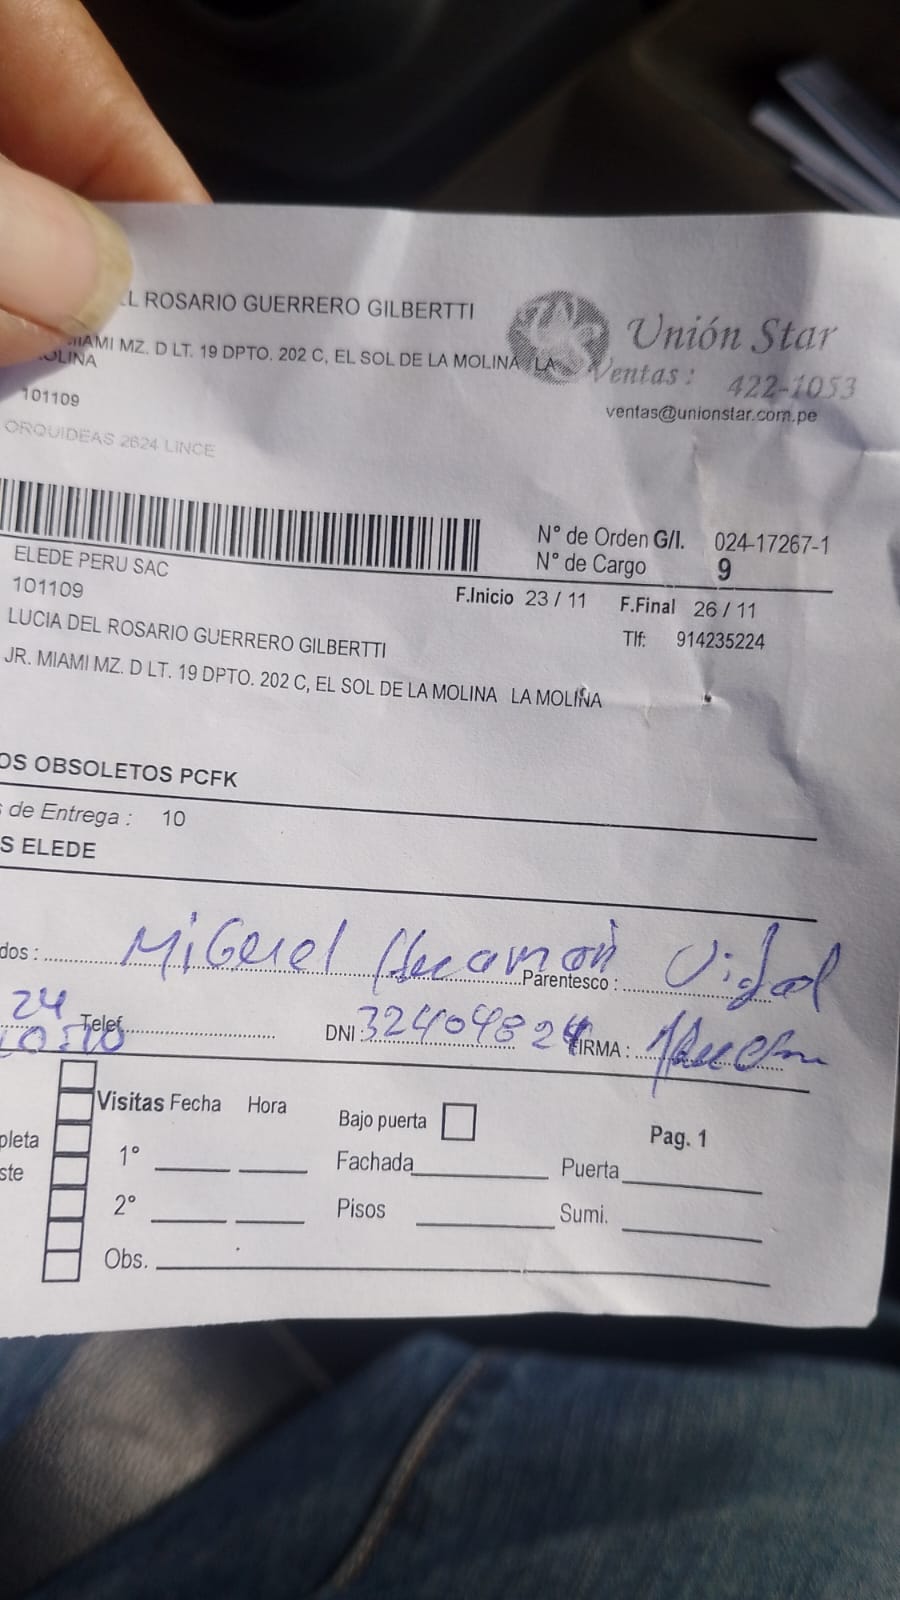 L ROSARIO GUERRERO GILBERTTI
MIAMI MZ. D LT. 19 DPTO. 202 C, EL SOL DE LA MOLINA LA
OLINA
101109
ORQUIDEAS 2624 LINCE
Unión Star
Ventas : 422-1053
ventas@unionstar.com.pe
N° de Orden G/I. 024-17267-1
N° de Cargo 9
ELEDE PERU SAC
101109
F.Inicio 23 / 11 F.Final 26 / 11
LUCIA DEL ROSARIO GUERRERO GILBERTTI
Tlf: 914235224
JR. MIAMI MZ. D LT. 19 DPTO. 202 C, EL SOL DE LA MOLINA LA MOLINA
OS OBSOLETOS PCFK
s de Entrega : 10
S ELEDE
dos : Miguel Vidal
Parentesco :
24
Telef. DNI : FIRMA :
Visitas Fecha Hora
Bajo puerta
Pag. 1
pleta
ste
1°
Fachada Puerta
2°
Pisos Sumi.
Obs.